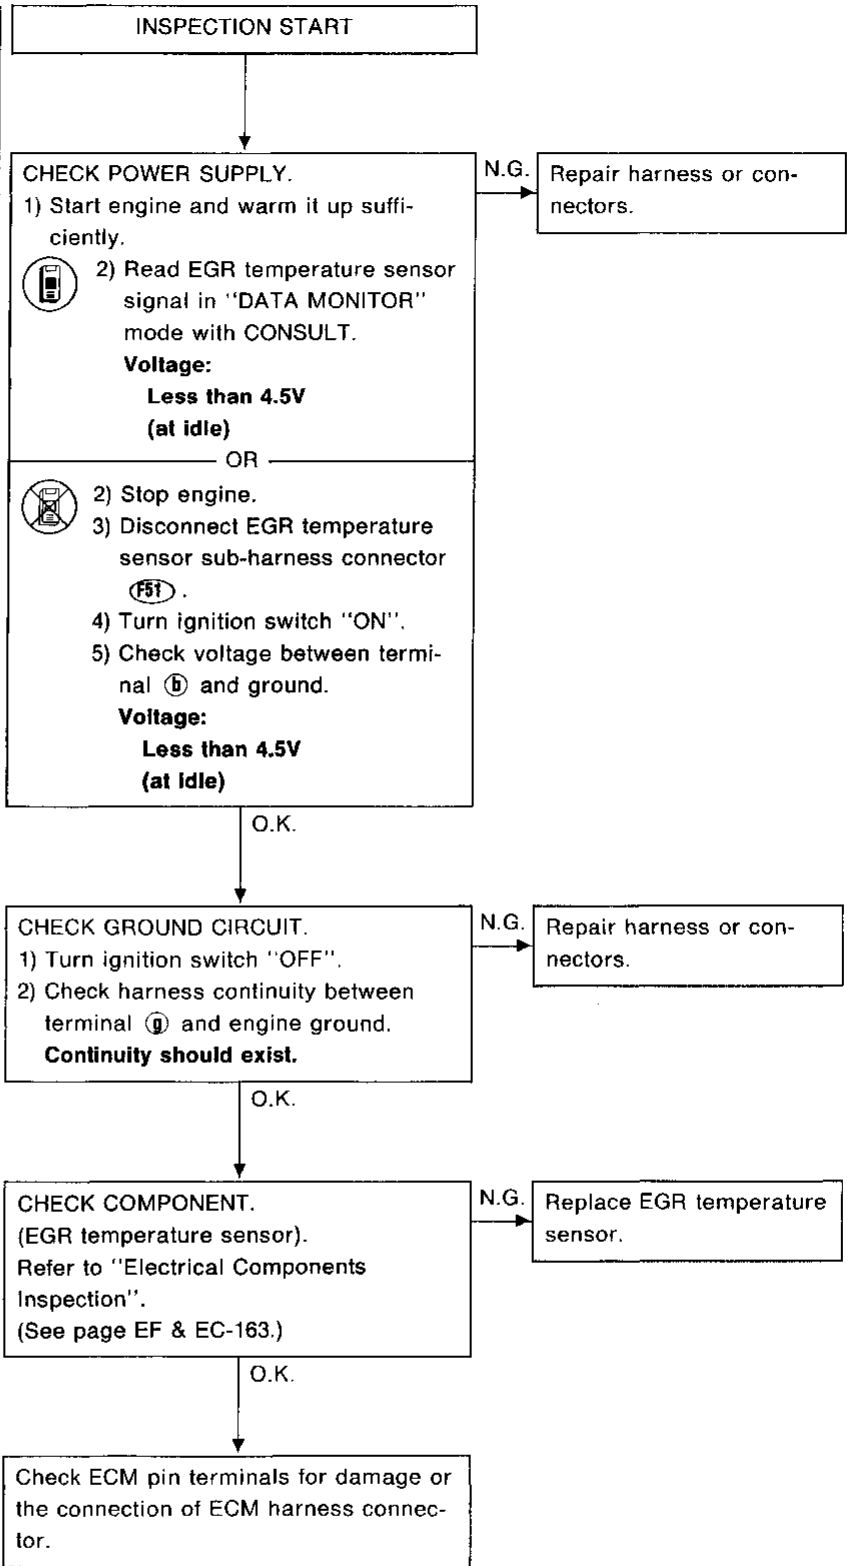 INSPECTION START
CHECK POWER SUPPLY.
1) Start engine and warm it up suffi-
ciently.
2) Read EGR temperature sensor
signal in "DATA MONITOR"
mode with CONSULT.
Voltage:
Less than 4.5V
(at idle)
N.G.
Repair harness or con-
nectors.
OR
2) Stop engine.
3) Disconnect EGR temperature
sensor sub-harness connector
F51 .
4) Turn ignition switch "ON".
5) Check voltage between termi-
nal b and ground.
Voltage:
Less than 4.5V
(at idle)
O.K.
CHECK GROUND CIRCUIT.
1) Turn ignition switch "OFF".
2) Check harness continuity between
terminal g and engine ground.
Continuity should exist.
N.G.
Repair harness or con-
nectors.
O.K.
CHECK COMPONENT.
(EGR temperature sensor).
Refer to "Electrical Components
Inspection".
(See page EF & EC-163.)
N.G.
Replace EGR temperature
sensor.
O.K.
Check ECM pin terminals for damage or
the connection of ECM harness connec-
tor.